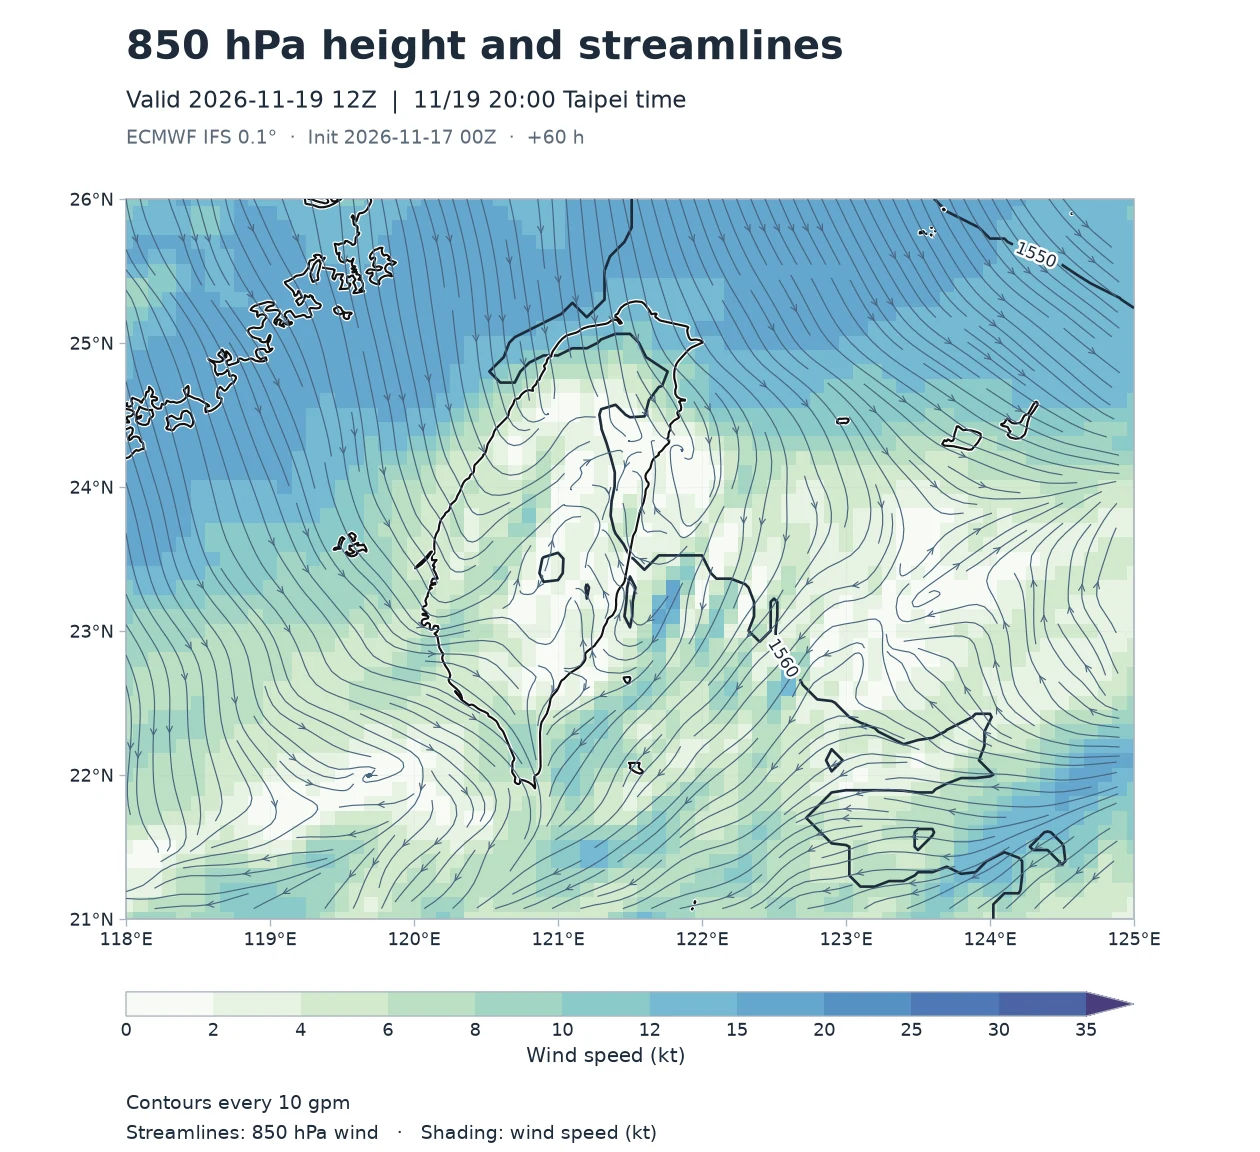 850 hPa height and streamlines
Valid 2026-11-19 12Z | 11/19 20:00 Taipei time
ECMWF IFS 0.1° · Init 2026-11-17 00Z · +60 h
26°N
1550
25°N
24°N
23°N
1560
22°N
21°N
118°E 119°E 120°E 121°E 122°E 123°E 124°E 125°E
0 2 4 6 8 10 12 15 20 25 30 35
Wind speed (kt)
Contours every 10 gpm
Streamlines: 850 hPa wind · Shading: wind speed (kt)